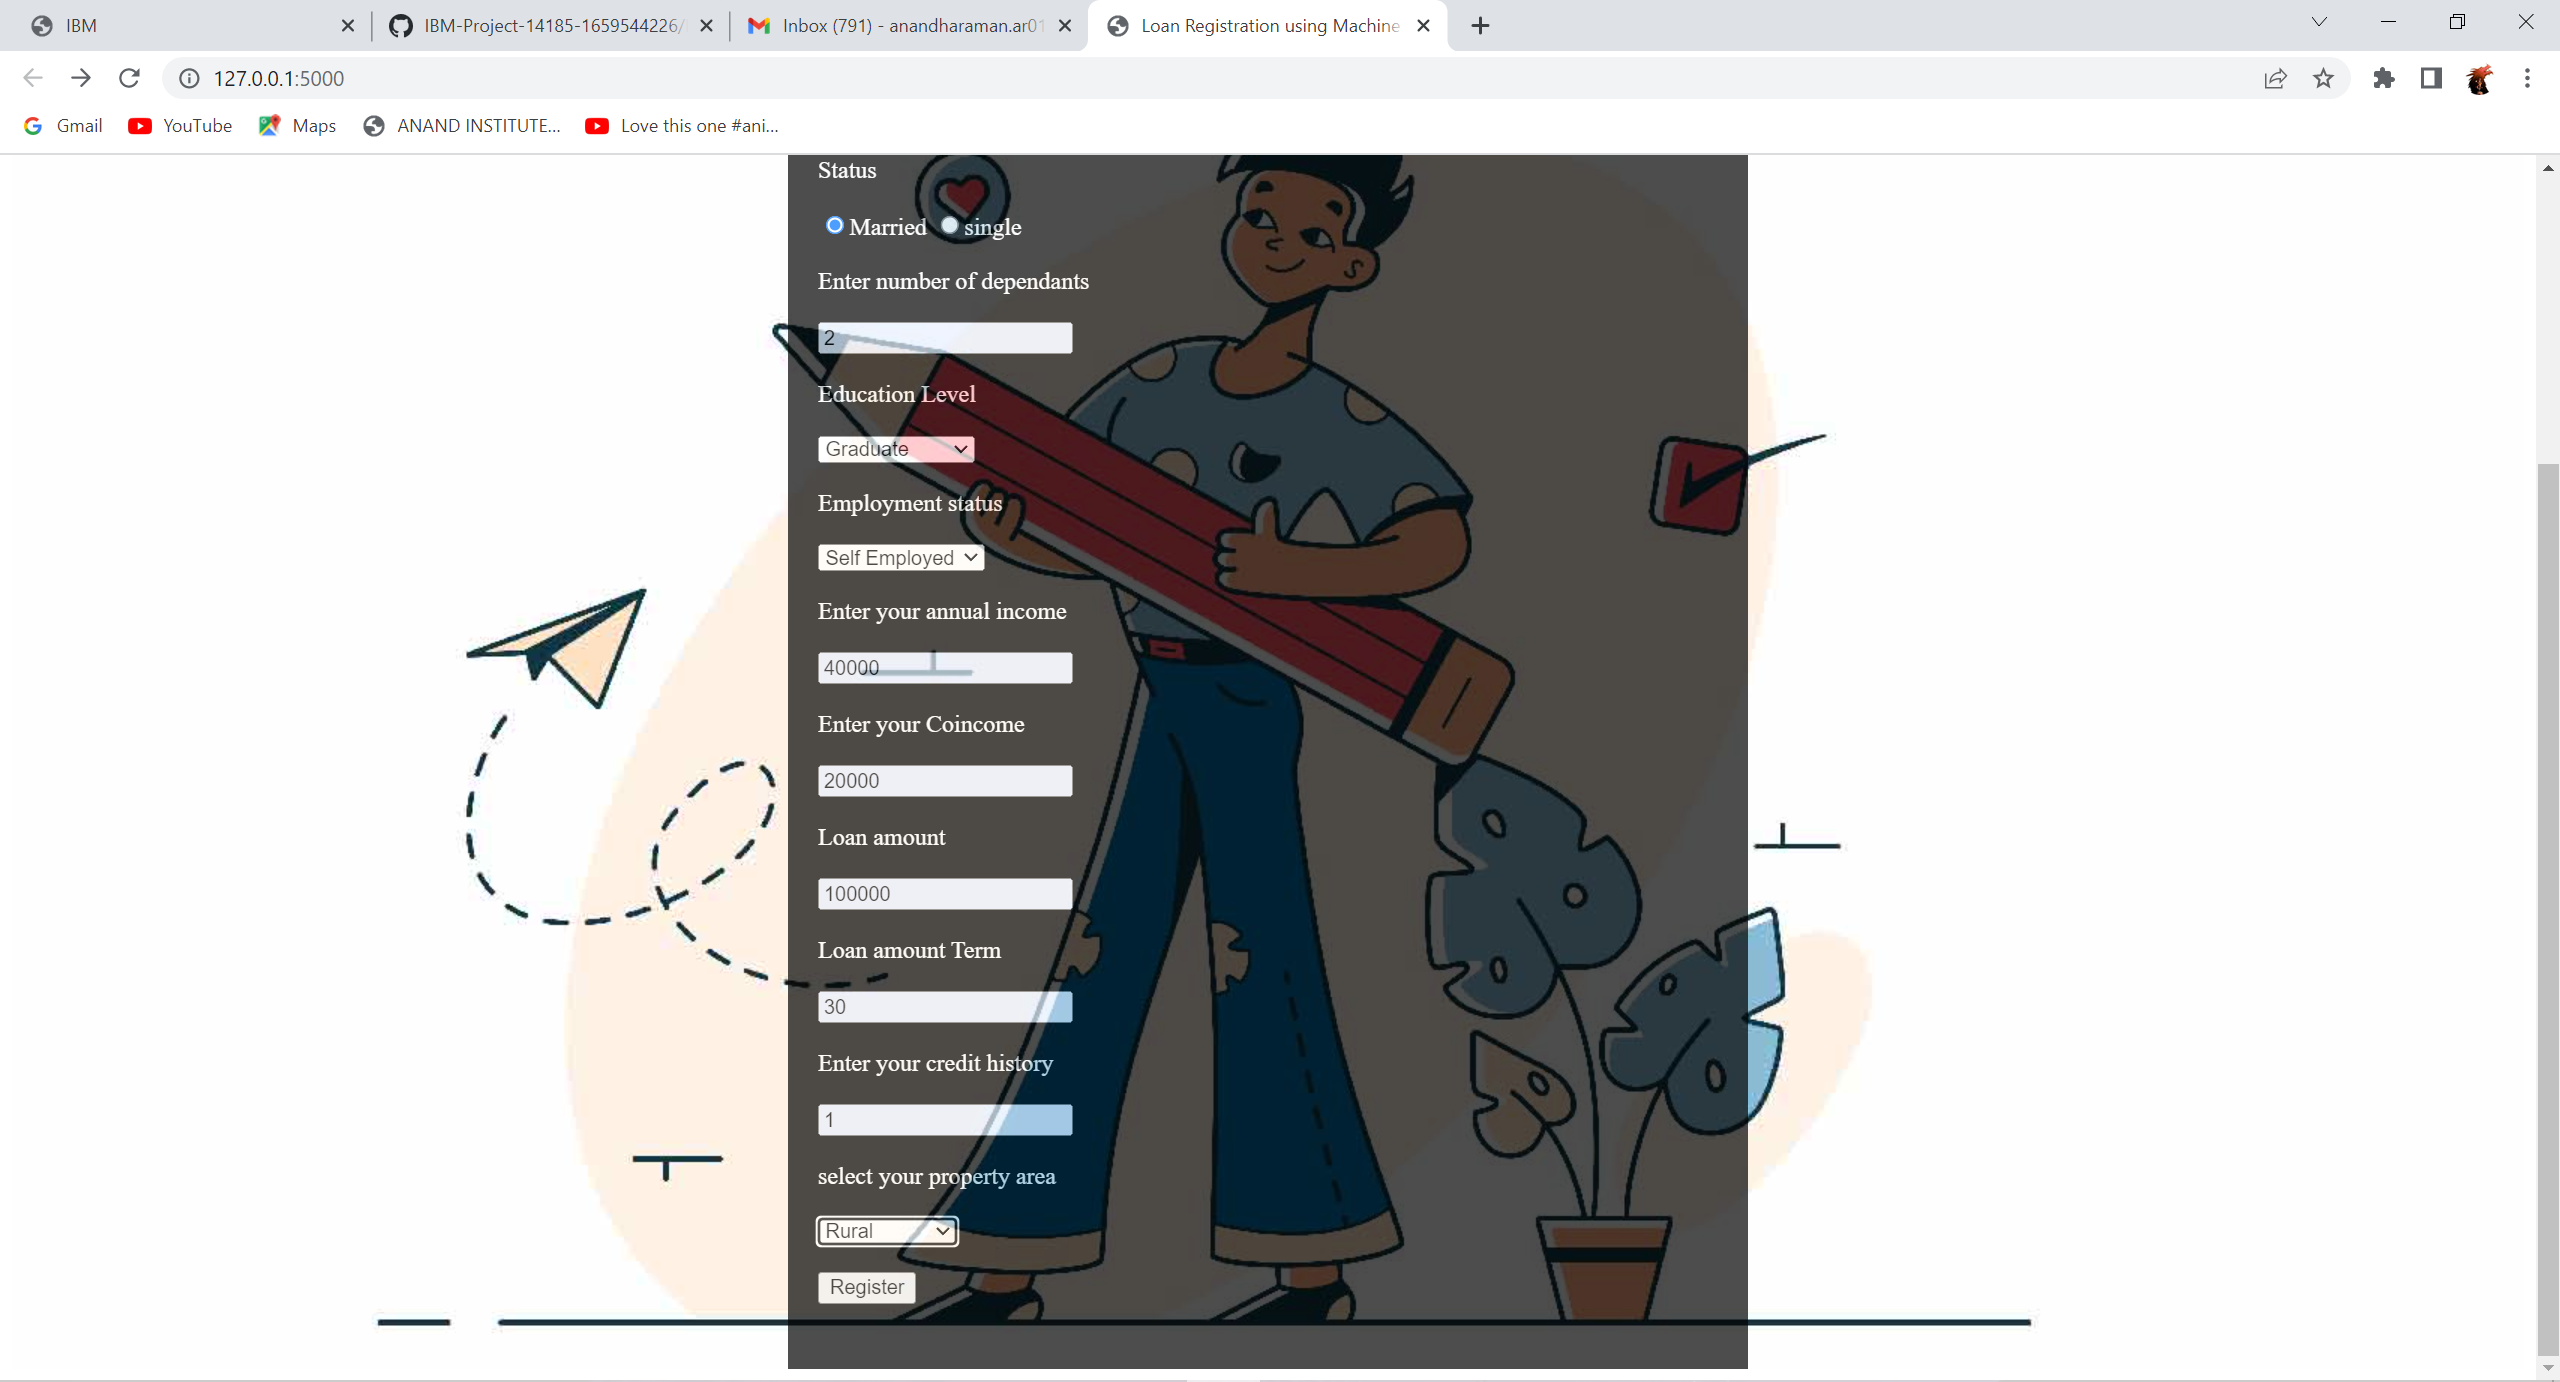 IBM
IBM-Project-14185-1659544226/
Inbox (791) - anandharaman.ar01
Loan Registration using Machine
127.0.0.1:5000
Gmail
YouTube
Maps
ANAND INSTITUTE...
Love this one #ani...
Status
Married single
Enter number of dependants
2
Education Level
Graduate
Employment status
Self Employed
Enter your annual income
40000
Enter your Coincome
20000
Loan amount
100000
Loan amount Term
30
Enter your credit history
1
select your property area
Rural
Register